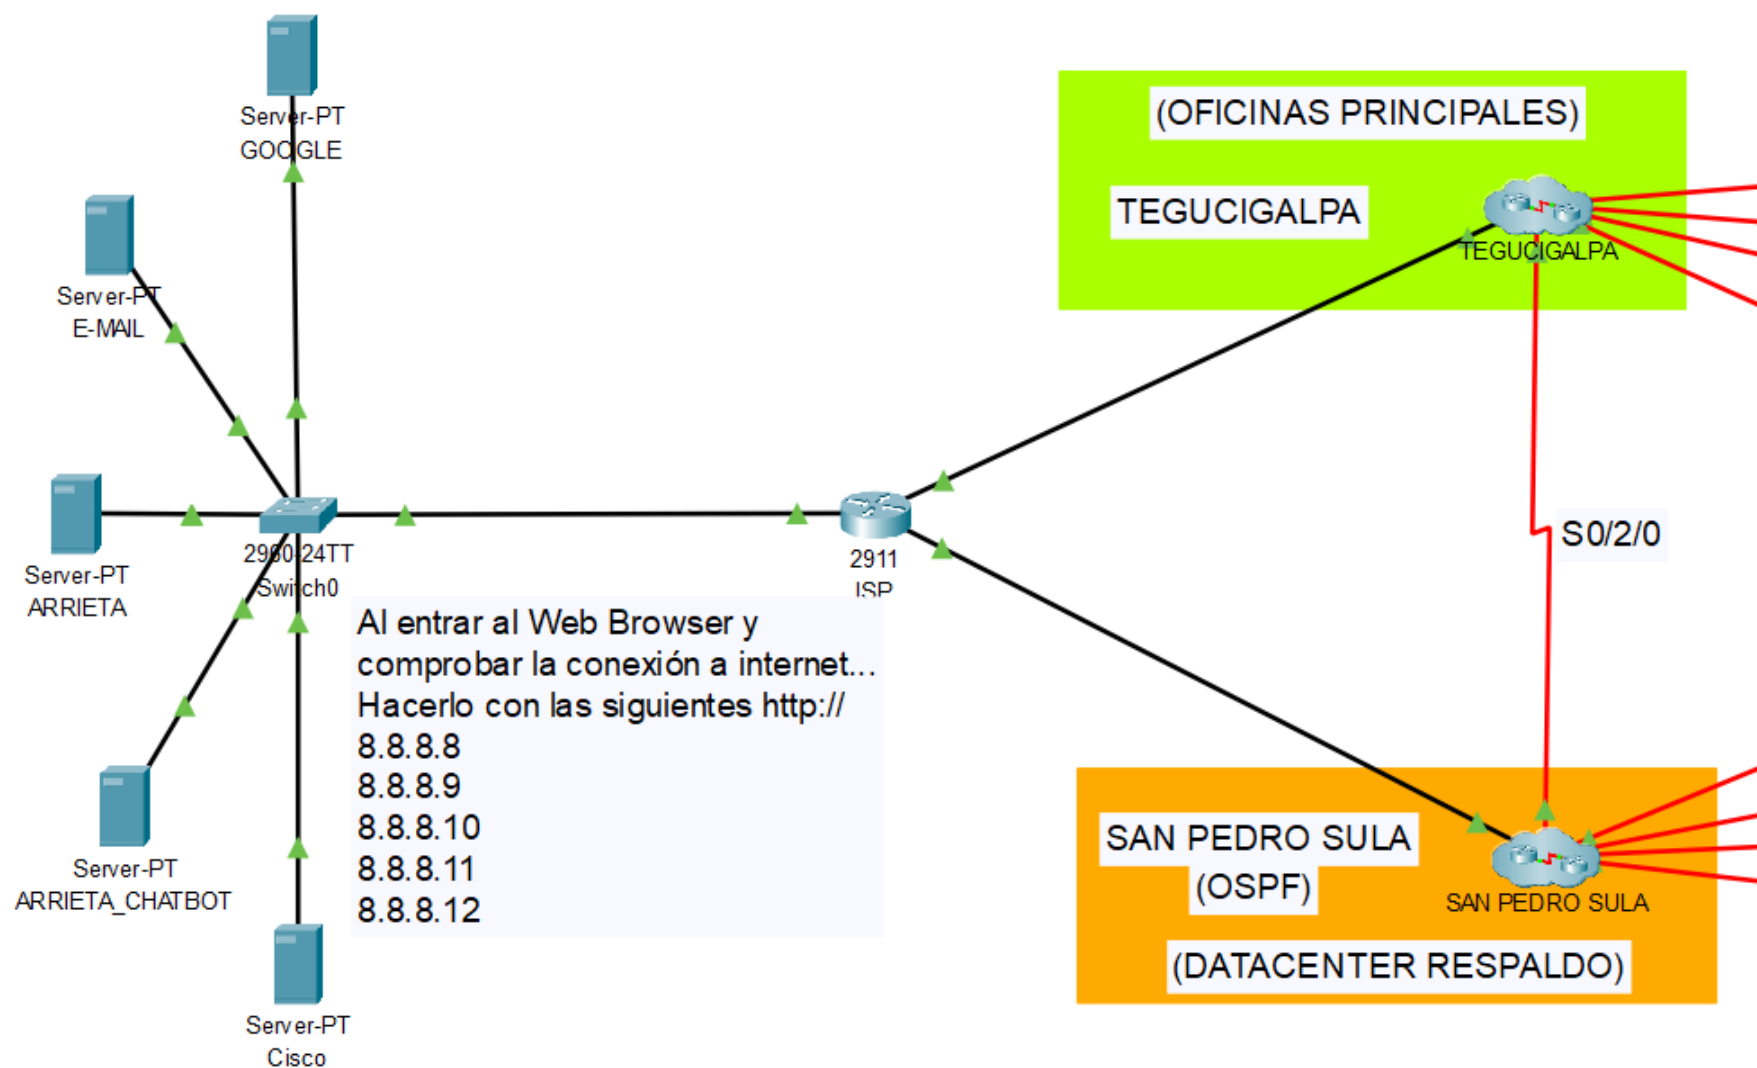 Server-PT
GOOGLE
Server-PT
E-MAIL
Server-PT
ARRIETA
2960-24TT
Switch0
Server-PT
ARRIETA_CHATBOT
Server-PT
Cisco
2911
ISP
Al entrar al Web Browser y
comprobar la conexión a internet...
Hacerlo con las siguientes http://
8.8.8.8
8.8.8.9
8.8.8.10
8.8.8.11
8.8.8.12
(OFICINAS PRINCIPALES)
TEGUCIGALPA
TEGUCIGALPA
S0/2/0
SAN PEDRO SULA
(OSPF)
SAN PEDRO SULA
(DATACENTER RESPALDO)